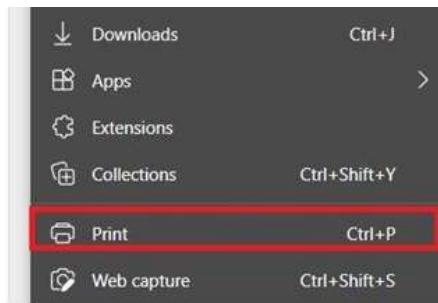 Downloads Ctrl+J
Apps
Extensions
Collections Ctrl+Shift+Y
Print Ctrl+P
Web capture Ctrl+Shift+S